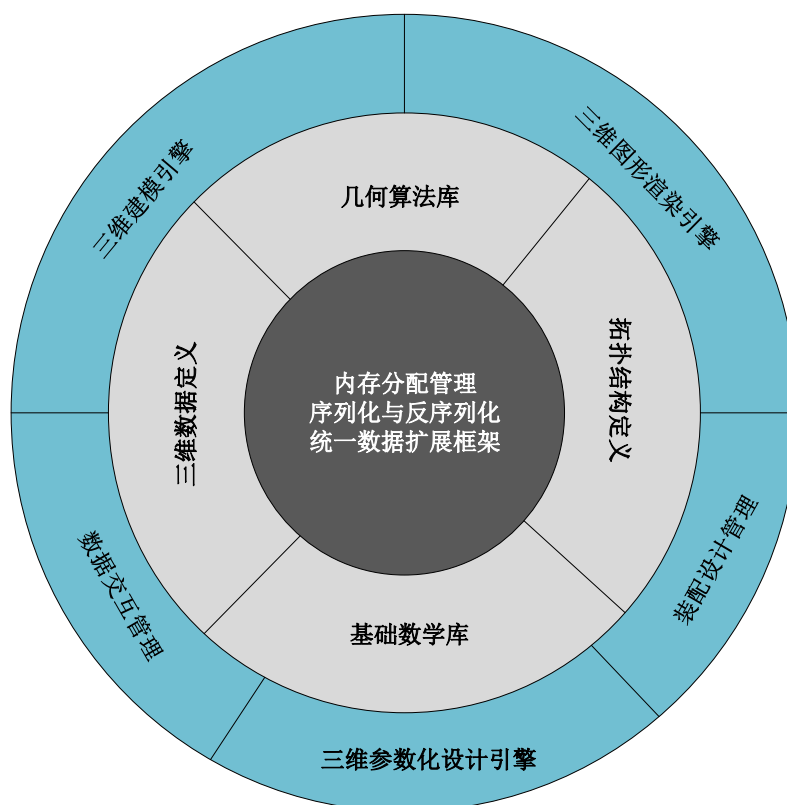 三维建模引擎
三维图形渲染引擎
几何算法库
三维数据定义
拓扑结构定义
内存分配管理
序列化与反序列化
统一数据扩展框架
数据交互管理
装配设计管理
基础数学库
三维参数化设计引擎